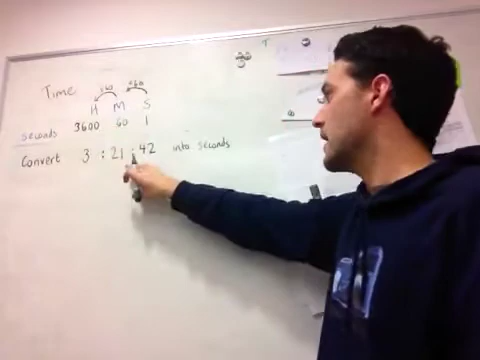 Time
×60 ×60
H M S
seconds 3600 60 1
Convert 3 : 21 : 42 into seconds